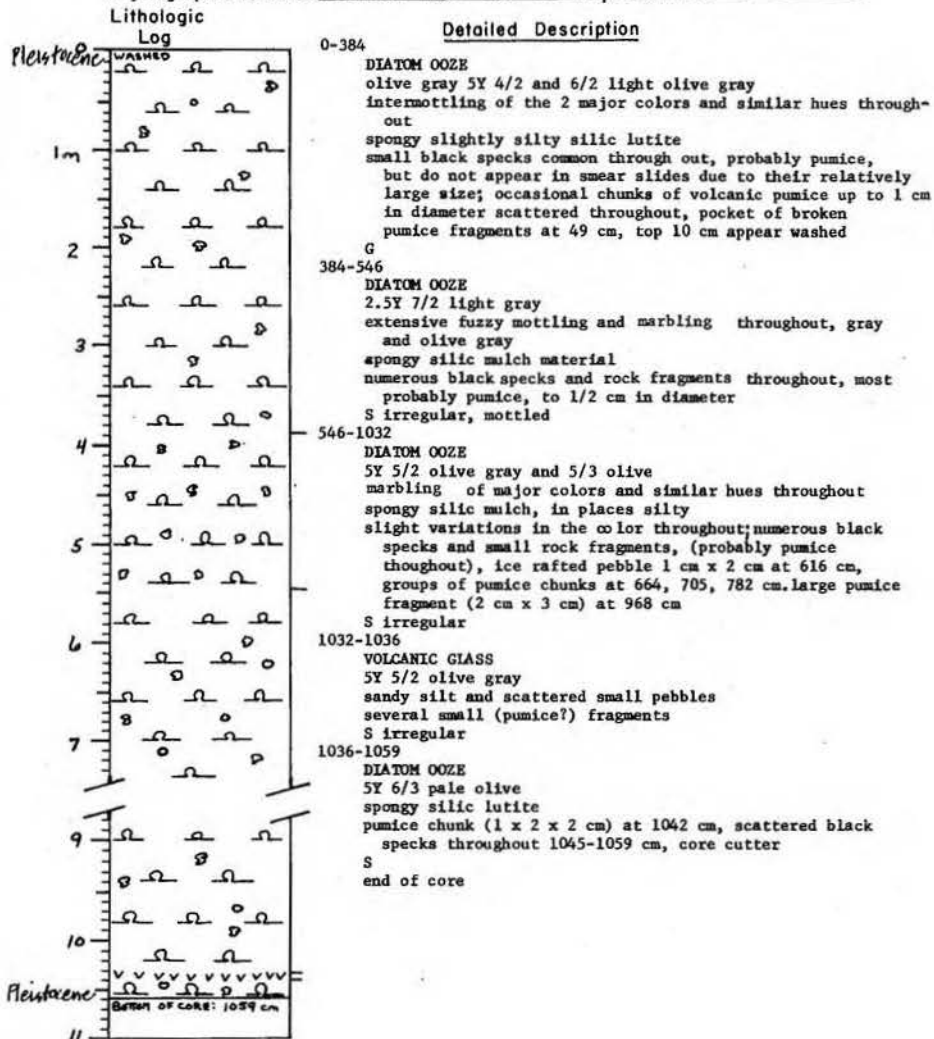 Lithologic
Log
Detailed Description
Pleistocene
0
WASHED
1m
2
3
4
5
6
7
9
10
Pleistocene
BOTTOM OF CORE: 1059 cm
11
0-384
DIATOM OOZE
olive gray 5Y 4/2 and 6/2 light olive gray
intermottling of the 2 major colors and similar hues through-
out
spongy slightly silty silic lutite
small black specks common through out, probably pumice,
but do not appear in smear slides due to their relatively
large size; occasional chunks of volcanic pumice up to 1 cm
in diameter scattered throughout, pocket of broken
pumice fragments at 49 cm, top 10 cm appear washed
G
384-546
DIATOM OOZE
2.5Y 7/2 light gray
extensive fuzzy mottling and marbling throughout, gray
and olive gray
spongy silic mulch material
numerous black specks and rock fragments throughout, most
probably pumice, to 1/2 cm in diameter
S irregular, mottled
546-1032
DIATOM OOZE
5Y 5/2 olive gray and 5/3 olive
marbling of major colors and similar hues throughout
spongy silic mulch, in places silty
slight variations in the color throughout; numerous black
specks and small rock fragments, (probably pumice
thoughout), ice rafted pebble 1 cm x 2 cm at 616 cm,
groups of pumice chunks at 664, 705, 782 cm. large pumice
fragment (2 cm x 3 cm) at 968 cm
S irregular
1032-1036
VOLCANIC GLASS
5Y 5/2 olive gray
sandy silt and scattered small pebbles
several small (pumice?) fragments
S irregular
1036-1059
DIATOM OOZE
5Y 6/3 pale olive
spongy silic lutite
pumice chunk (1 x 2 x 2 cm) at 1042 cm, scattered black
specks throughout 1045-1059 cm, core cutter
S
end of core